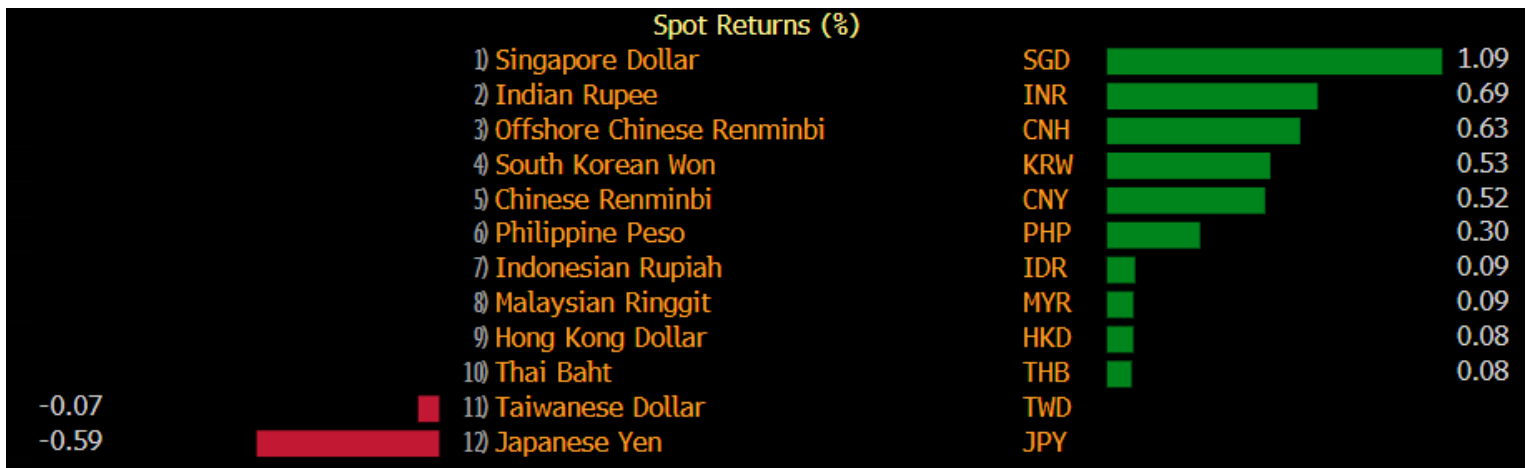 Spot Returns (%)
1) Singapore Dollar SGD 1.09
2) Indian Rupee INR 0.69
3) Offshore Chinese Renminbi CNH 0.63
4) South Korean Won KRW 0.53
5) Chinese Renminbi CNY 0.52
6) Philippine Peso PHP 0.30
7) Indonesian Rupiah IDR 0.09
8) Malaysian Ringgit MYR 0.09
9) Hong Kong Dollar HKD 0.08
10) Thai Baht THB 0.08
-0.07 11) Taiwanese Dollar TWD
-0.59 12) Japanese Yen JPY